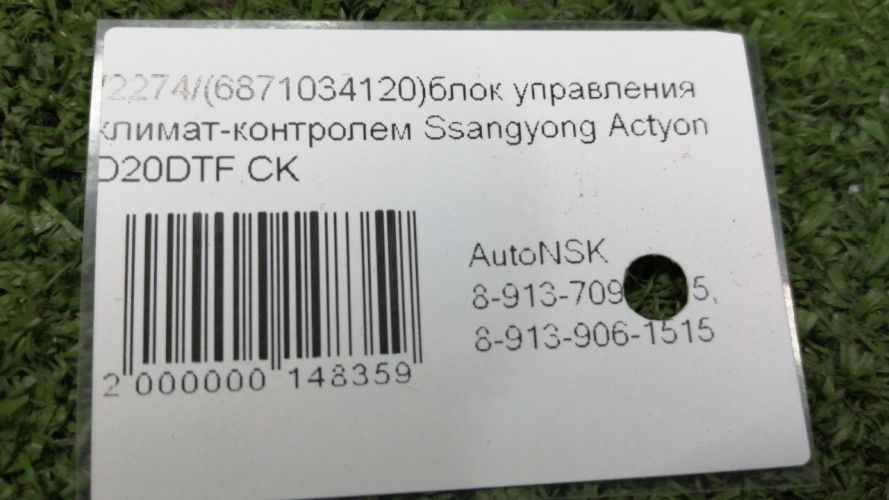 /2274/(6871034120)блок управления
климат-контролем Ssangyong Actyon
D20DTF CK
AutoNSK
8-913-709 5,
8-913-906-1515
2 000000 148359